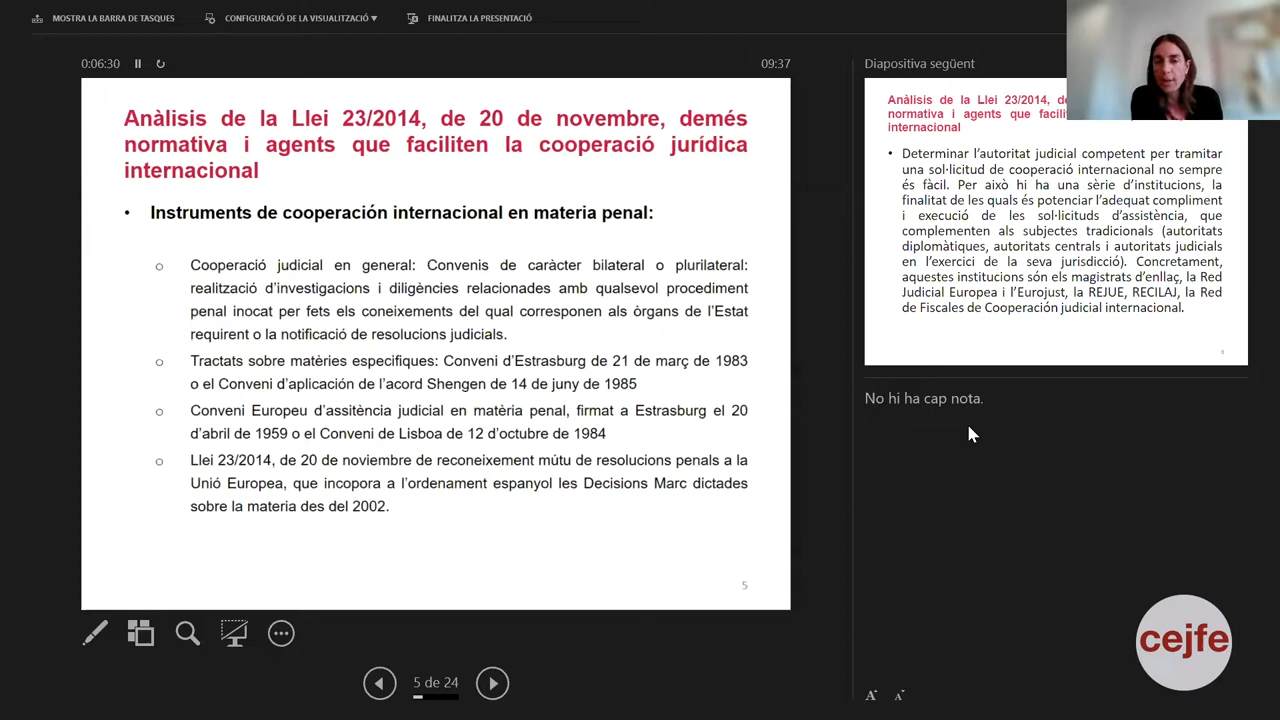 MOSTRA LA BARRA DE TASQUES
CONFIGURACIÓ DE LA VISUALITZACIÓ ▾
FINALITZA LA PRESENTACIÓ
0:06:30
09:37
Anàlisis de la Llei 23/2014, de 20 de novembre, demés
normativa i agents que faciliten la cooperació jurídica
internacional
• Instruments de cooperación internacional en materia penal:
o Cooperació judicial en general: Convenis de caràcter bilateral o plurilateral:
realització d’investigacions i diligències relacionades amb qualsevol procediment
penal inocat per fets els coneixements del qual corresponen als òrgans de l’Estat
requirent o la notificació de resolucions judicials.
o Tractats sobre matèries especifiques: Conveni d’Estrasburg de 21 de març de 1983
o el Conveni d’aplicación de l’acord Shengen de 14 de juny de 1985
o Conveni Europeu d’assitència judicial en matèria penal, firmat a Estrasburg el 20
d’abril de 1959 o el Conveni de Lisboa de 12 d’octubre de 1984
o Llei 23/2014, de 20 de noviembre de reconeixement mútu de resolucions penals a la
Unió Europea, que incopora a l’ordenament espanyol les Decisions Marc dictades
sobre la materia des del 2002.
5
5 de 24
Diapositiva següent
Anàlisis de la Llei 23/2014, de
normativa i agents que
internacional
• Determinar l’autoritat judicial competent per tramitar
una sol·licitud de cooperació internacional no sempre
és fàcil. Per això hi ha una sèrie d’institucions, la
finalitat de les quals és potenciar l’adequat compliment
i execució de les sol·licituds d’assistència, que
complementen als subjectes tradicionals (autoritats
diplomàtiques, autoritats centrals i autoritats judicials
en l’exercici de la seva jurisdicció). Concretament,
aquestes institucions són els magistrats d’enllaç, la Red
Judicial Europea i l’Eurojust, la REJUE, RECILAJ, la Red
de Fiscales de Cooperación judicial internacional.
No hi ha cap nota.
cejfe
A A